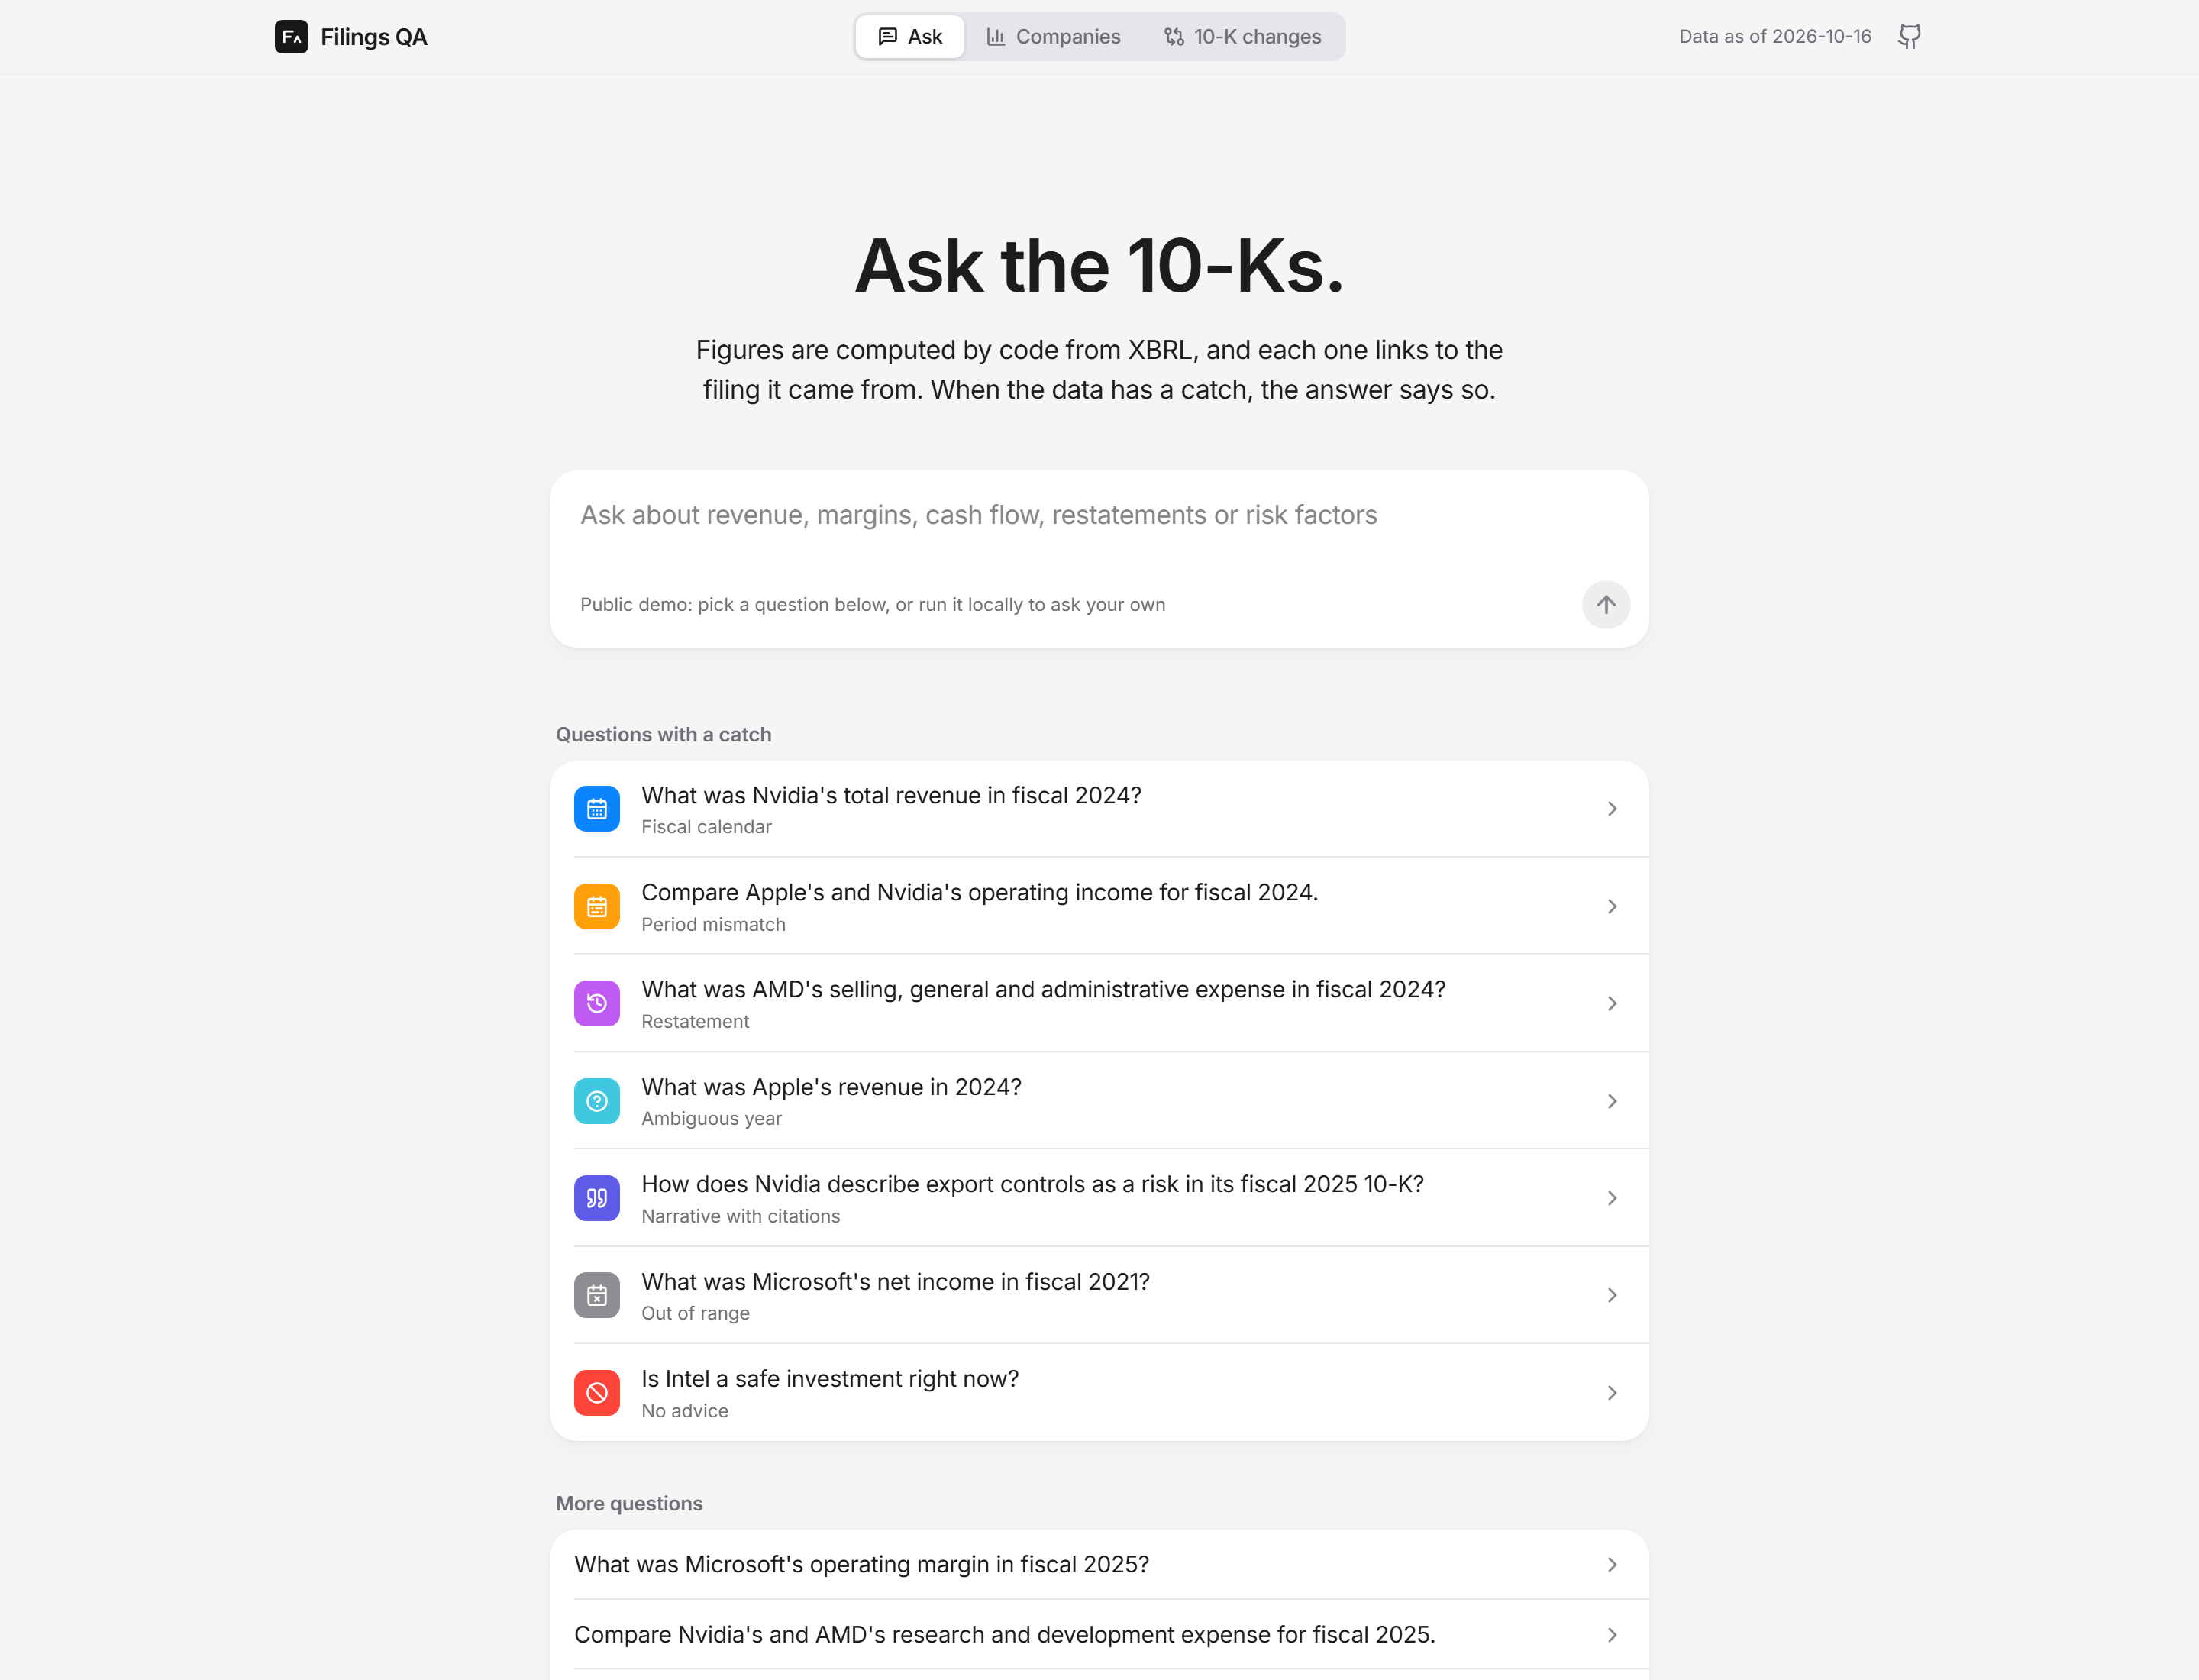 Filings QA
Ask
Companies
10-K changes
Data as of 2026-10-16
Ask the 10-Ks.
Figures are computed by code from XBRL, and each one links to the
filing it came from. When the data has a catch, the answer says so.
Ask about revenue, margins, cash flow, restatements or risk factors
Public demo: pick a question below, or run it locally to ask your own
Questions with a catch
What was Nvidia's total revenue in fiscal 2024?
Fiscal calendar
Compare Apple's and Nvidia's operating income for fiscal 2024.
Period mismatch
What was AMD's selling, general and administrative expense in fiscal 2024?
Restatement
What was Apple's revenue in 2024?
Ambiguous year
How does Nvidia describe export controls as a risk in its fiscal 2025 10-K?
Narrative with citations
What was Microsoft's net income in fiscal 2021?
Out of range
Is Intel a safe investment right now?
No advice
More questions
What was Microsoft's operating margin in fiscal 2025?
Compare Nvidia's and AMD's research and development expense for fiscal 2025.